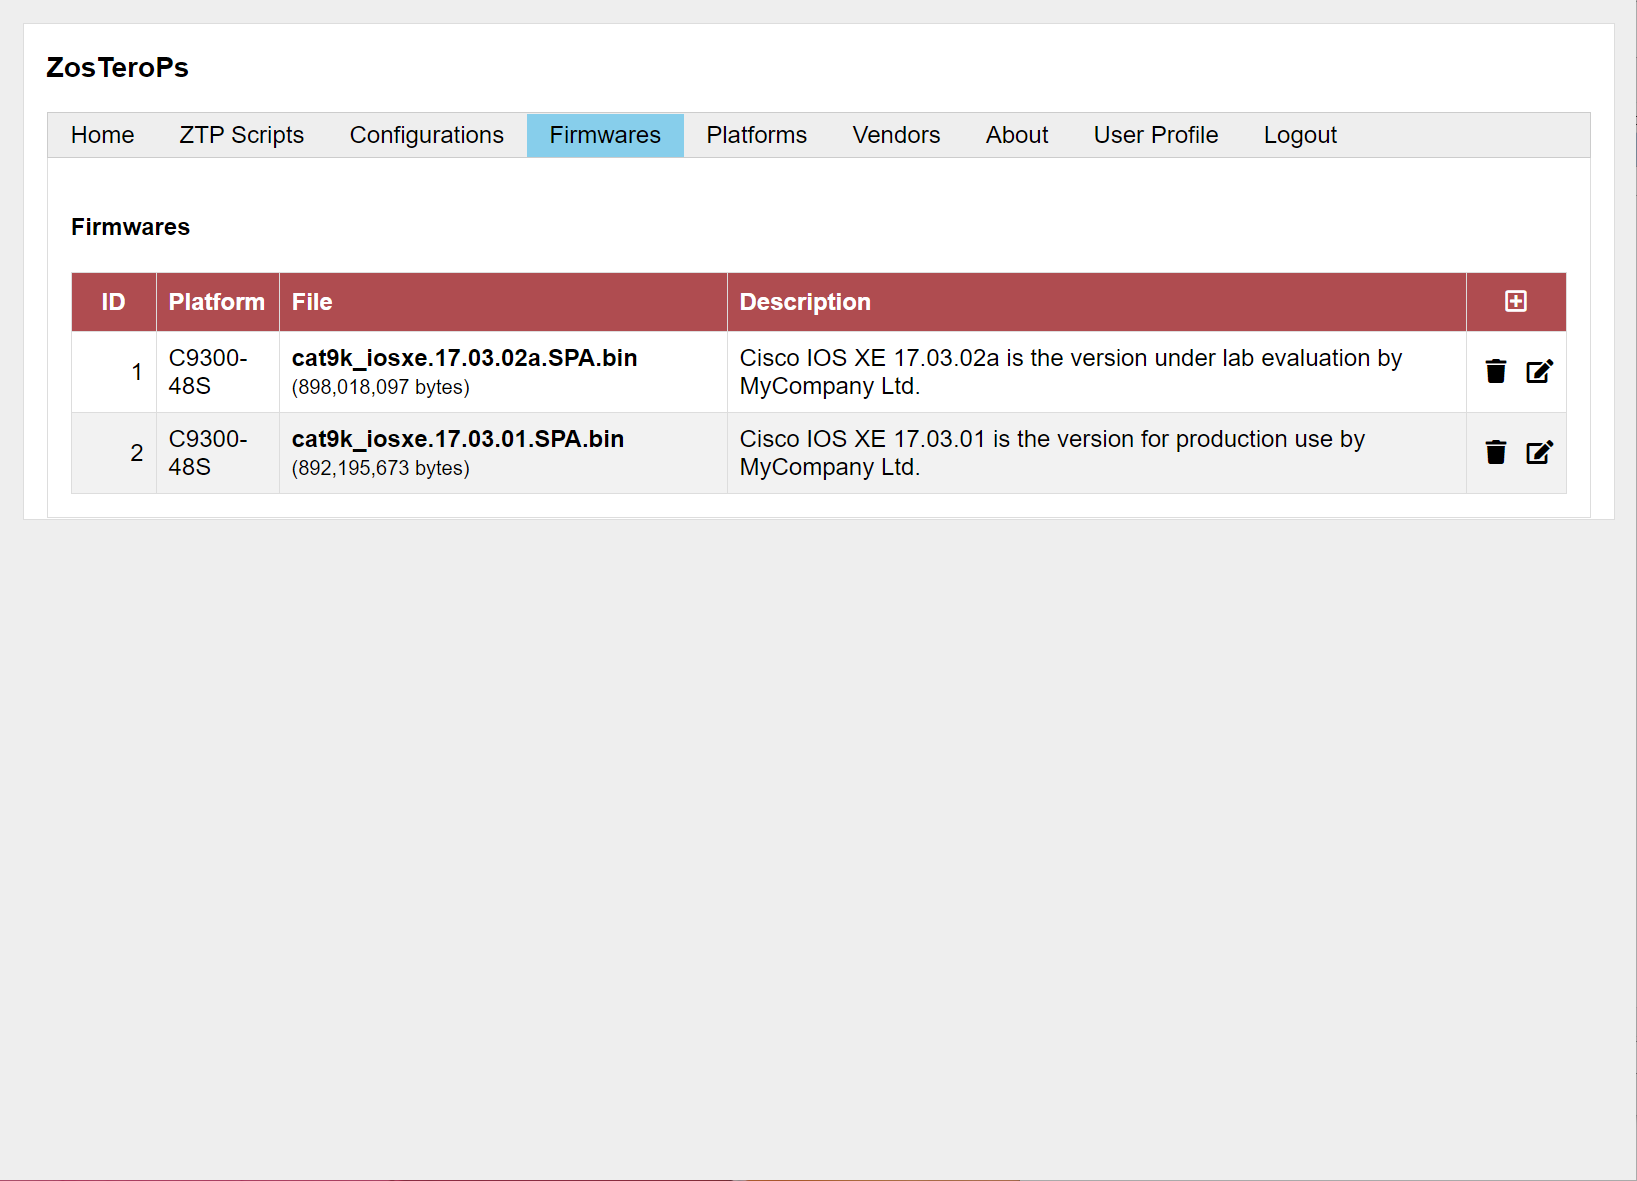 ZosTeroPs
Home ZTP Scripts Configurations Firmwares Platforms Vendors About User Profile Logout
Firmwares
ID Platform File Description
1 C9300-48S cat9k_iosxe.17.03.02a.SPA.bin (898,018,097 bytes) Cisco IOS XE 17.03.02a is the version under lab evaluation by MyCompany Ltd.
2 C9300-48S cat9k_iosxe.17.03.01.SPA.bin (892,195,673 bytes) Cisco IOS XE 17.03.01 is the version for production use by MyCompany Ltd.